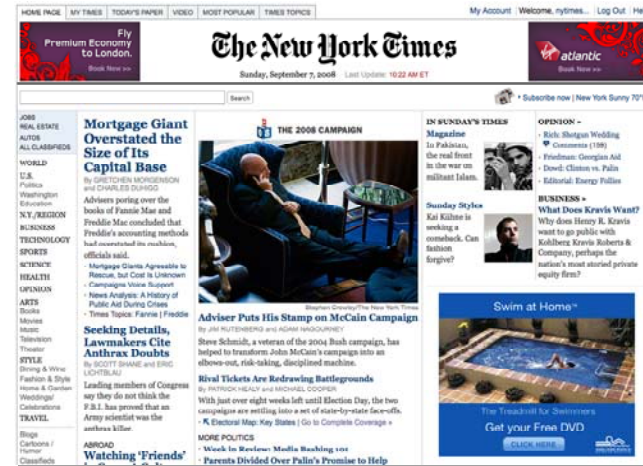 HOME PAGE MY TIMES TODAY'S PAPER VIDEO MOST POPULAR TIMES TOPICS
My Account Welcome, nytimes... Log Out He
Fly
Premium Economy
to London.
Book Now >>
The New York Times
Sunday, September 7, 2008 Last Update: 10:22 AM ET
atlantic
Book Now >>
Search
Subscribe now | New York Sunny 70°
JOBS
REAL ESTATE
AUTOS
ALL CLASSIFIEDS
WORLD
U.S.
Politics
Washington
Education
N.Y./REGION
BUSINESS
TECHNOLOGY
SPORTS
SCIENCE
HEALTH
OPINION
ARTS
Books
Movies
Music
Television
Theater
STYLE
Dining & Wine
Fashion & Style
Home & Garden
Weddings/
Celebrations
TRAVEL
Blogs
Cartoons /
Humor
Classifieds
Mortgage Giant
Overstated the
Size of Its
Capital Base
By GRETCHEN MORGENSON
and CHARLES DUHIGG
Advisers poring over the
books of Fannie Mae and
Freddie Mac concluded that
Freddie's accounting methods
had overstated its cushion,
officials said.
Mortgage Giants Agreeable to
Rescue, but Cost Is Unknown
Campaigns Voice Support
News Analysis: A History of
Public Aid During Crises
Times Topics: Fannie | Freddie
Seeking Details,
Lawmakers Cite
Anthrax Doubts
By SCOTT SHANE and ERIC
LICHTBLAU
Leading members of Congress
say they do not think the
F.B.I. has proved that an
Army scientist was the
anthrax killer.
ABROAD
Watching 'Friends'
THE 2008 CAMPAIGN
Stephen Crowley/The New York Times
Adviser Puts His Stamp on McCain Campaign
By JIM RUTENBERG and ADAM NAGOURNEY
Steve Schmidt, a veteran of the 2004 Bush campaign, has
helped to transform John McCain's campaign into an
elbows-out, risk-taking, disciplined machine.
Rival Tickets Are Redrawing Battlegrounds
By PATRICK HEALY and MICHAEL COOPER
With just over eight weeks left until Election Day, the two
campaigns are settling into a set of state-by-state face-offs.
Electoral Map: Key States | Go to Complete Coverage »
MORE POLITICS
Week in Review: Media Bashing 101
Parents Divided Over Palin's Promise to Help
IN SUNDAY'S TIMES
Magazine
In Pakistan,
the real front
in the war on
militant Islam.
Sunday Styles
Kai Kühne is
seeking a
comeback. Can
fashion
forgive?
OPINION »
Rich: Shotgun Wedding
Comments (198)
Friedman: Georgian Aid
Dowd: Clinton vs. Palin
Editorial: Energy Follies
BUSINESS »
What Does Kravis Want?
Why does Henry R. Kravis
want to go public with
Kohlberg Kravis Roberts &
Company, perhaps the
nation's most storied private
equity firm?
Swim at Home™
The Treadmill for Swimmers
Get your Free DVD
CLICK HERE